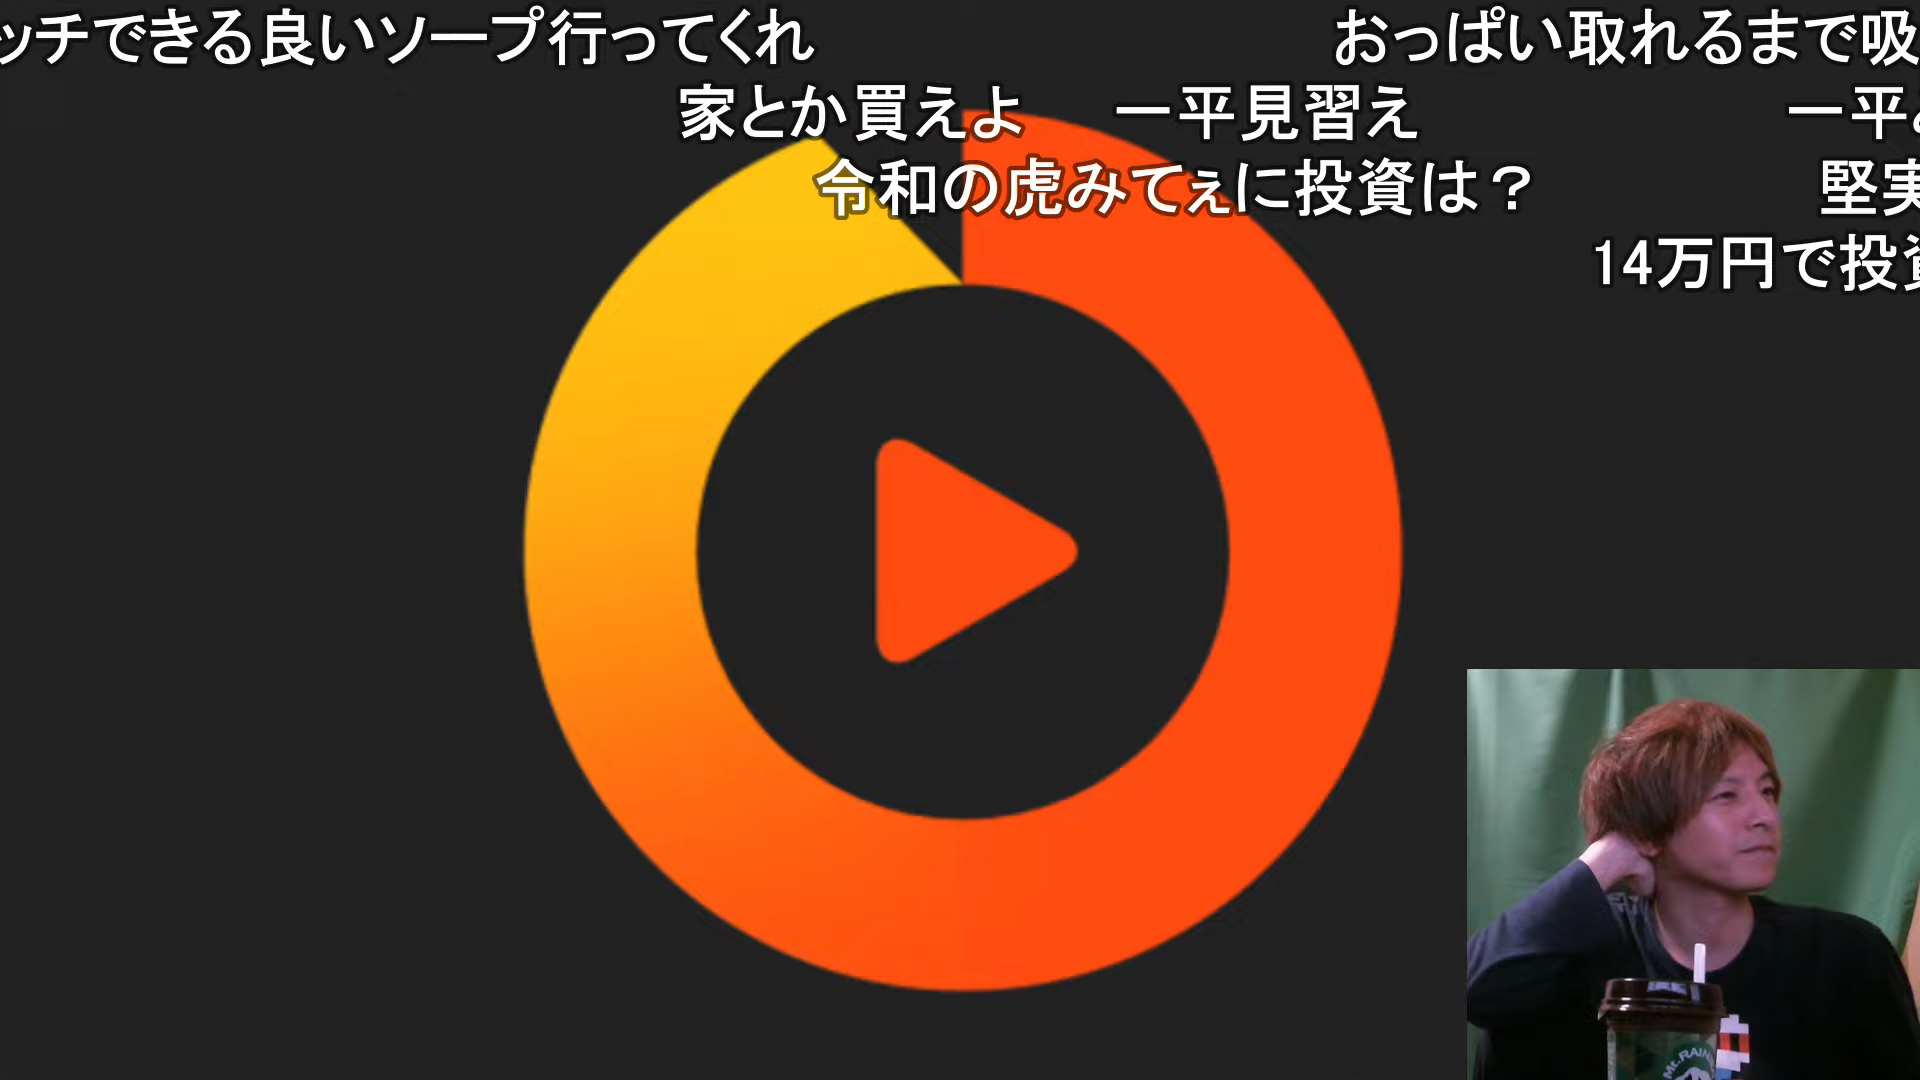 ッチできる良いソープ行ってくれ
おっぱい取れるまで吸
家とか買えよ
一平見習え
一平
令和の虎みてぇに投資は？
堅実
14万円で投資
Mt.RAIN